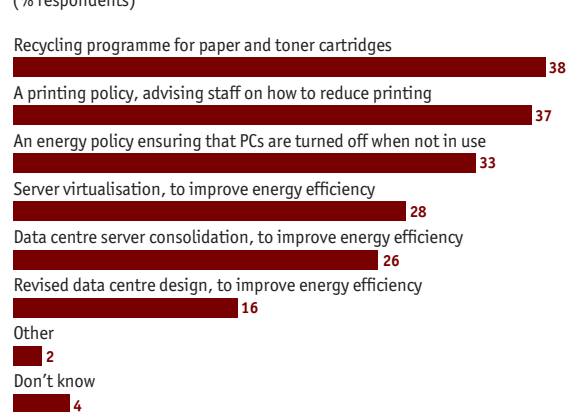 (% respondents)
Recycling programme for paper and toner cartridges
38
A printing policy, advising staff on how to reduce printing
37
An energy policy ensuring that PCs are turned off when not in use
33
Server virtualisation, to improve energy efficiency
28
Data centre server consolidation, to improve energy efficiency
26
Revised data centre design, to improve energy efficiency
16
Other
2
Don't know
4